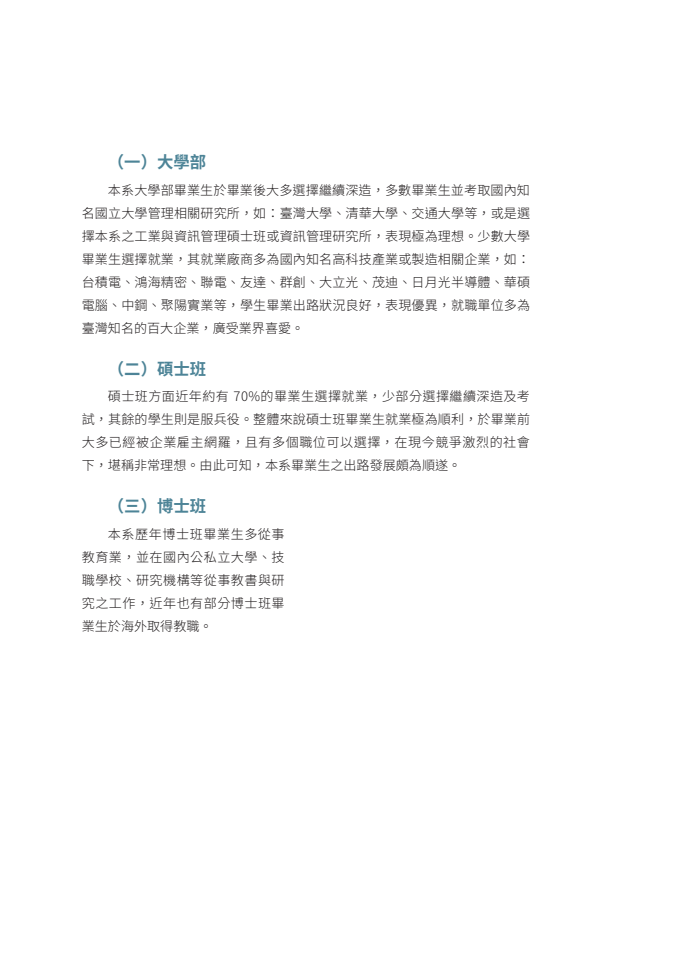 （一）大學部
本系大學部畢業生於畢業後大多選擇繼續深造，多數畢業生並考取國內知
名國立大學管理相關研究所，如：臺灣大學、清華大學、交通大學等，或是選
擇本系之工業與資訊管理碩士班或資訊管理研究所，表現極為理想。少數大學
畢業生選擇就業，其就業廠商多為國內知名高科技產業或製造相關企業，如：
台積電、鴻海精密、聯電、友達、群創、大立光、茂迪、日月光半導體、華碩
電腦、中鋼、聚陽實業等，學生畢業出路狀況良好，表現優異，就職單位多為
臺灣知名的百大企業，廣受業界喜愛。
（二）碩士班
碩士班方面近年約有 70%的畢業生選擇就業，少部分選擇繼續深造及考
試，其餘的學生則是服兵役。整體來說碩士班畢業生就業極為順利，於畢業前
大多已經被企業雇主網羅，且有多個職位可以選擇，在現今競爭激烈的社會
下，堪稱非常理想。由此可知，本系畢業生之出路發展頗為順遂。
（三）博士班
本系歷年博士班畢業生多從事
教育業，並在國內公私立大學、技
職學校、研究機構等從事教書與研
究之工作，近年也有部分博士班畢
業生於海外取得教職。